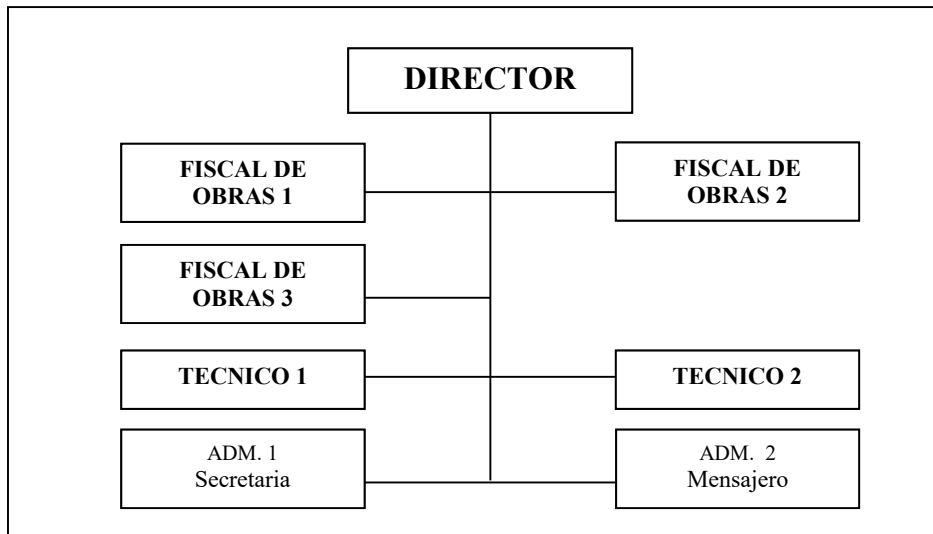 DIRECTOR
FISCAL DE
OBRAS 1
FISCAL DE
OBRAS 2
FISCAL DE
OBRAS 3
TECNICO 1
TECNICO 2
ADM. 1
Secretaria
ADM. 2
Mensajero